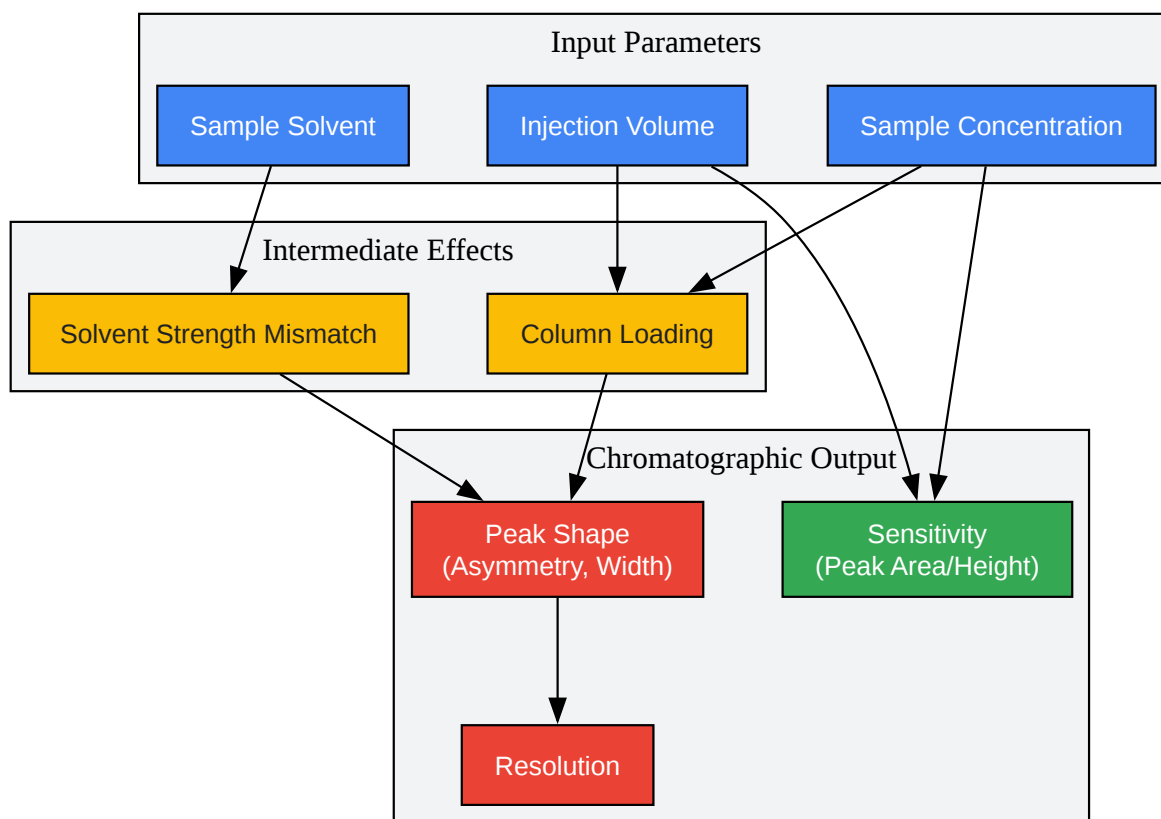 Input Parameters
Sample Solvent
Injection Volume
Sample Concentration
Intermediate Effects
Solvent Strength Mismatch
Column Loading
Chromatographic Output
Peak Shape
(Asymmetry, Width)
Sensitivity
(Peak Area/Height)
Resolution